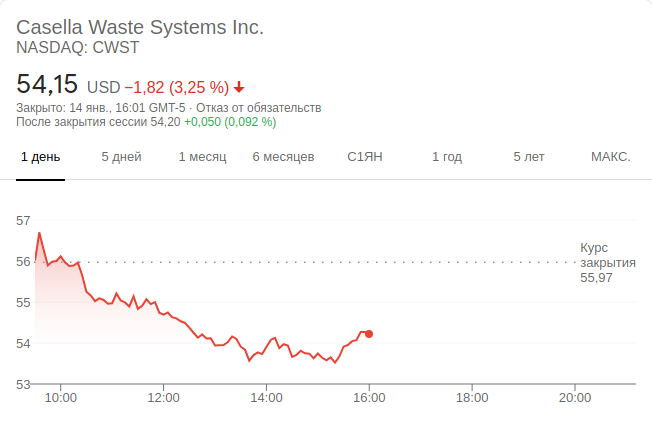 Casella Waste Systems Inc.
NASDAQ: CWST
54,15 USD −1,82 (3,25 %)
Закрыто: 14 янв., 16:01 GMT-5 · Отказ от обязательств
После закрытия сессии 54,20 +0,050 (0,092 %)
1 день 5 дней 1 месяц 6 месяцев С1ЯН 1 год 5 лет МАКС.
57
56
55
54
53
Курс
закрытия
55,97
10:00 12:00 14:00 16:00 18:00 20:00